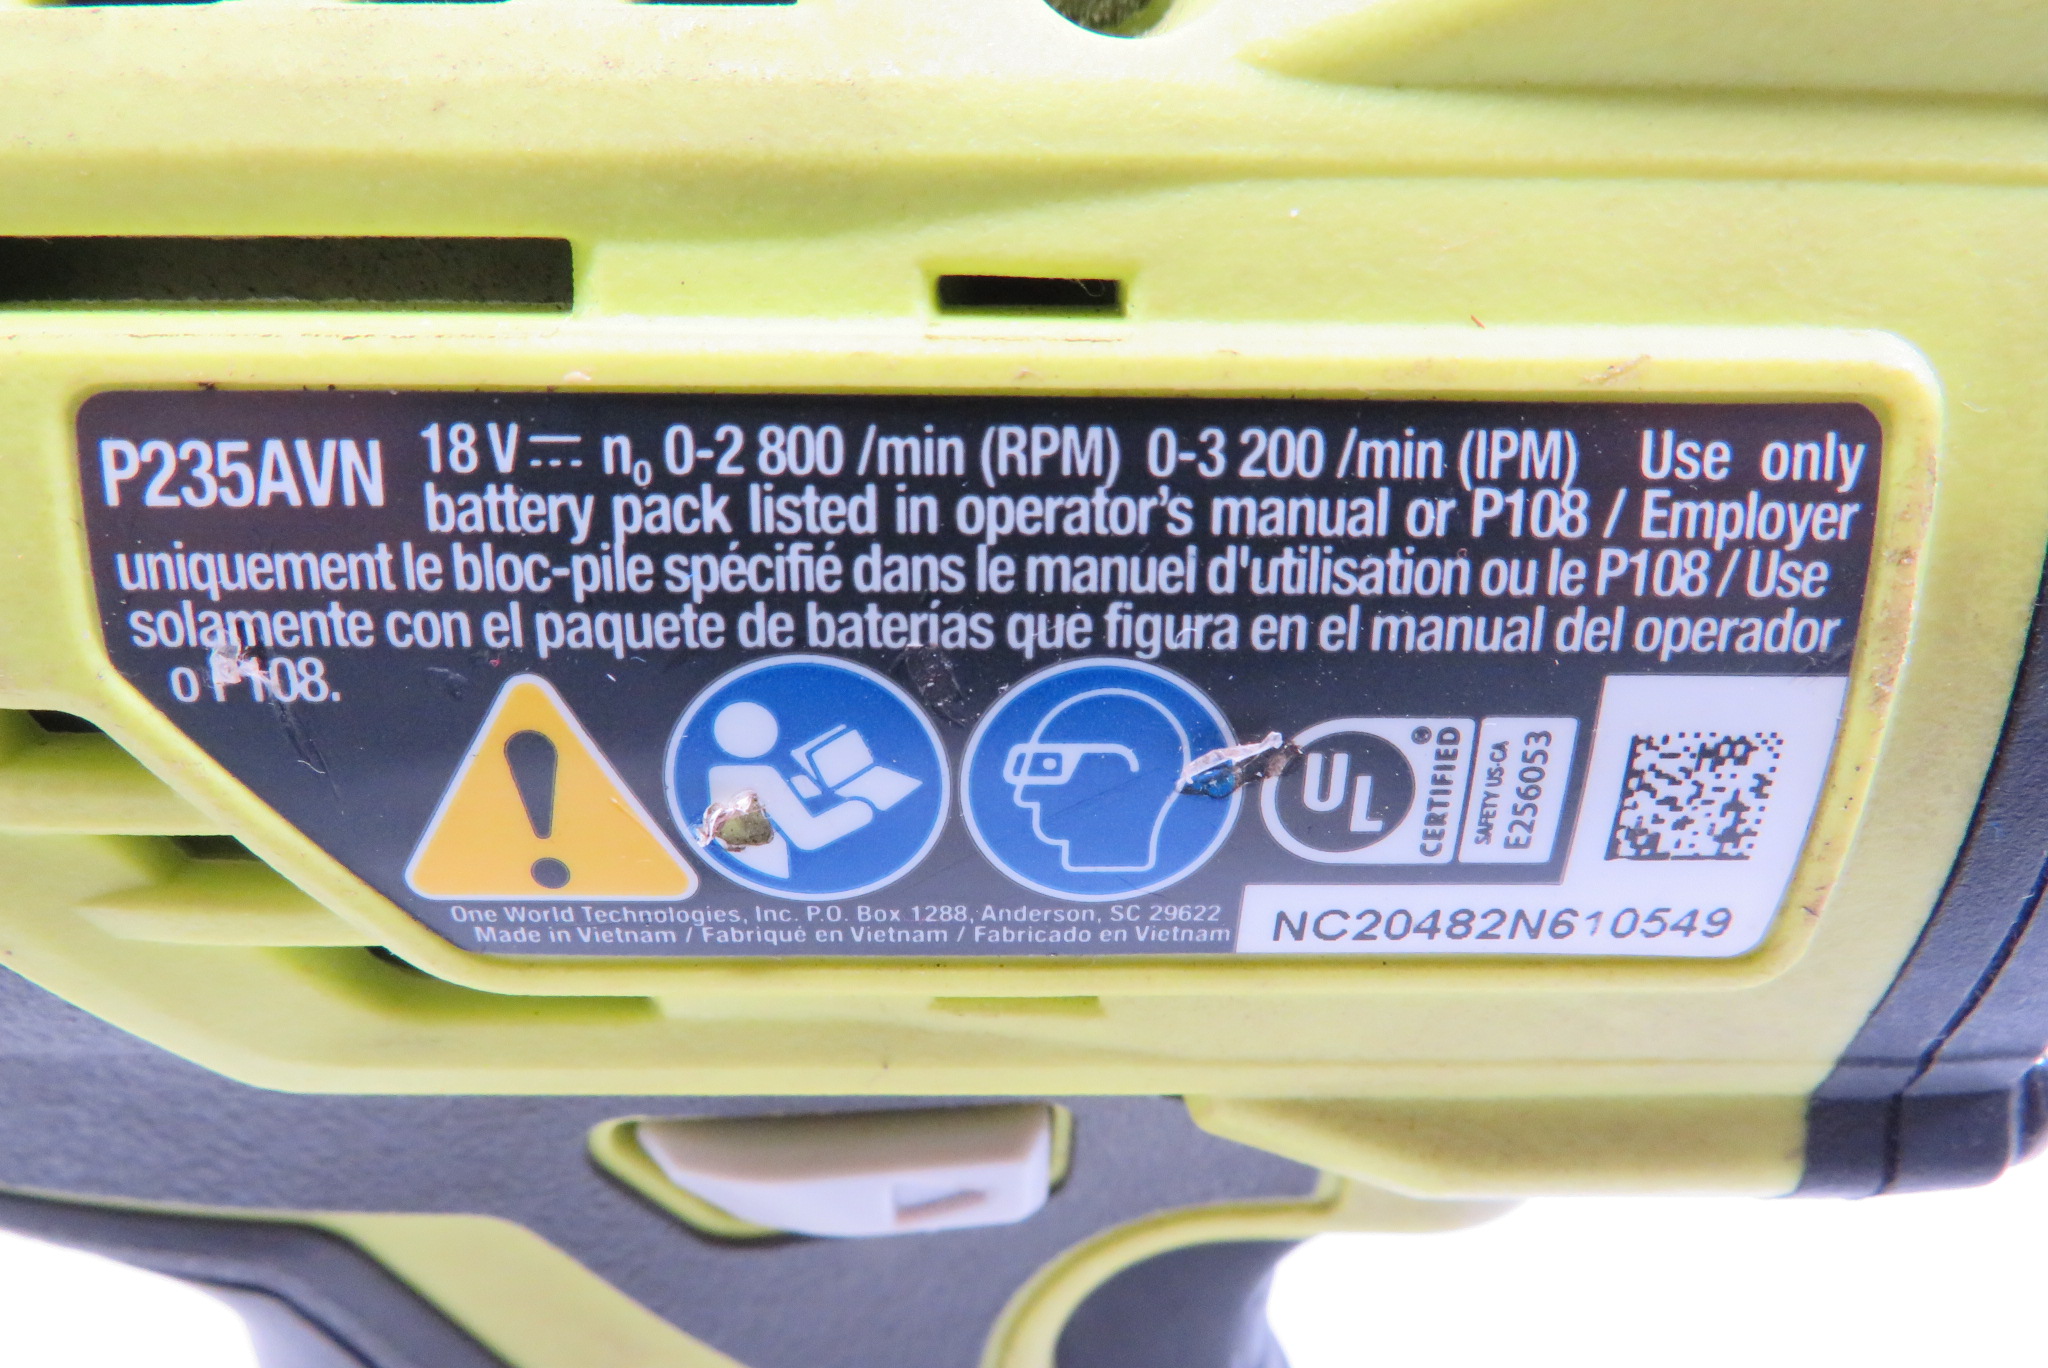 P235AVN 18 V n₀ 0-2 800 /min (RPM) 0-3 200 /min (IPM) Use only
battery pack listed in operator's manual or P108 / Employer
uniquement le bloc-pile spécifié dans le manuel d'utilisation ou le P108 / Use
solamente con el paquete de baterías que figura en el manual del operador
o P108.
UL CERTIFIED ®
SAFETY US-CA
E256053
One World Technologies, Inc. P.O. Box 1288, Anderson, SC 29622
Made in Vietnam / Fabriqué en Vietnam / Fabricado en Vietnam
NC20482N610549